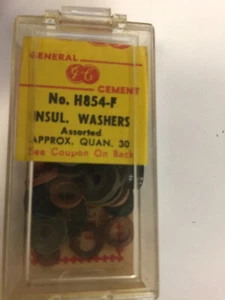 GENERAL
GC
CEMENT
No. H854-F
INSUL. WASHERS
Assorted
APPROX. QUAN. 30
See Coupon On Back